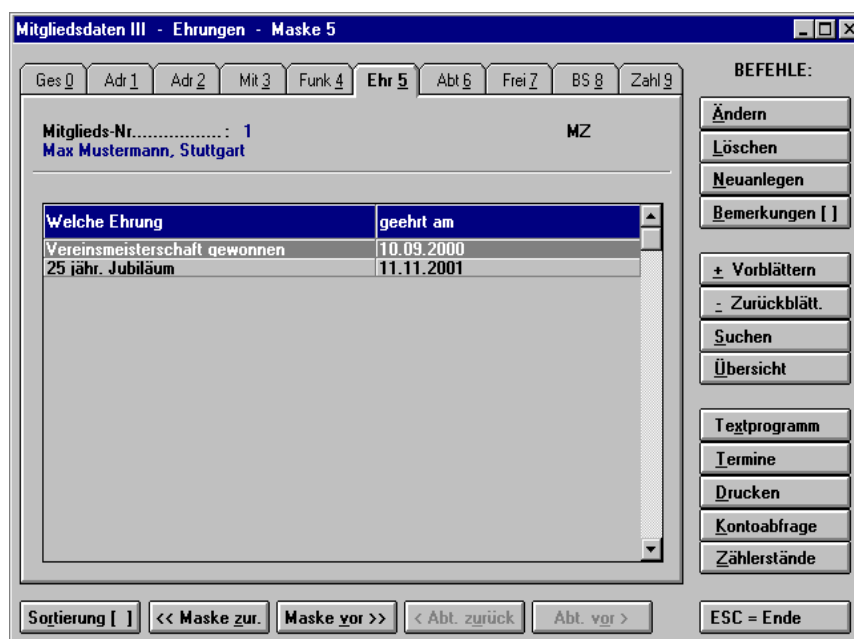 Mitgliedsdaten III - Ehrungen - Maske 5
Ges 0 Adr 1 Adr 2 Mit 3 Funk 4 Ehr 5 Abt 6 Frei 7 BS 8 Zahl 9
Mitglieds-Nr.................: 1 MZ
Max Mustermann, Stuttgart
Welche Ehrung geehrt am
Vereinsmeisterschaft gewonnen 10.09.2000
25 jähr. Jubiläum 11.11.2001
BEFEHLE:
Ändern
Löschen
Neuanlegen
Bemerkungen [ ]
+ Vorblättern
- Zurückblätt.
Suchen
Übersicht
Textprogramm
Termine
Drucken
Kontoabfrage
Zählerstände
Sortierung [ ] << Maske zur. Maske vor >> < Abt. zurück Abt. vor > ESC = Ende